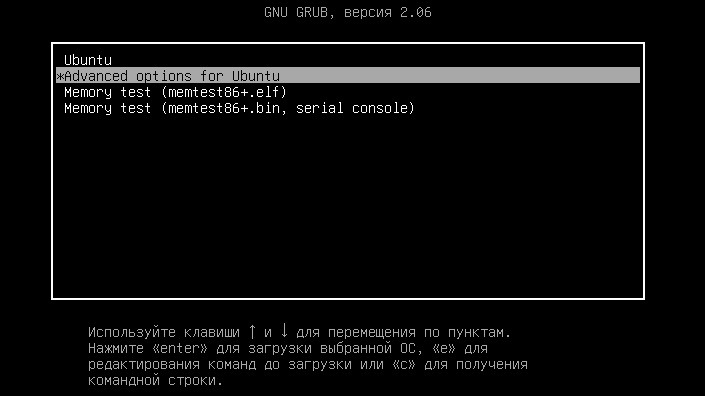 GNU GRUB, версия 2.06
Ubuntu
*Advanced options for Ubuntu
Memory test (memtest86+.elf)
Memory test (memtest86+.bin, serial console)
Используйте клавиши ↑ и ↓ для перемещения по пунктам.
Нажмите «enter» для загрузки выбранной ОС, «e» для
редактирования команд до загрузки или «c» для получения
командной строки.